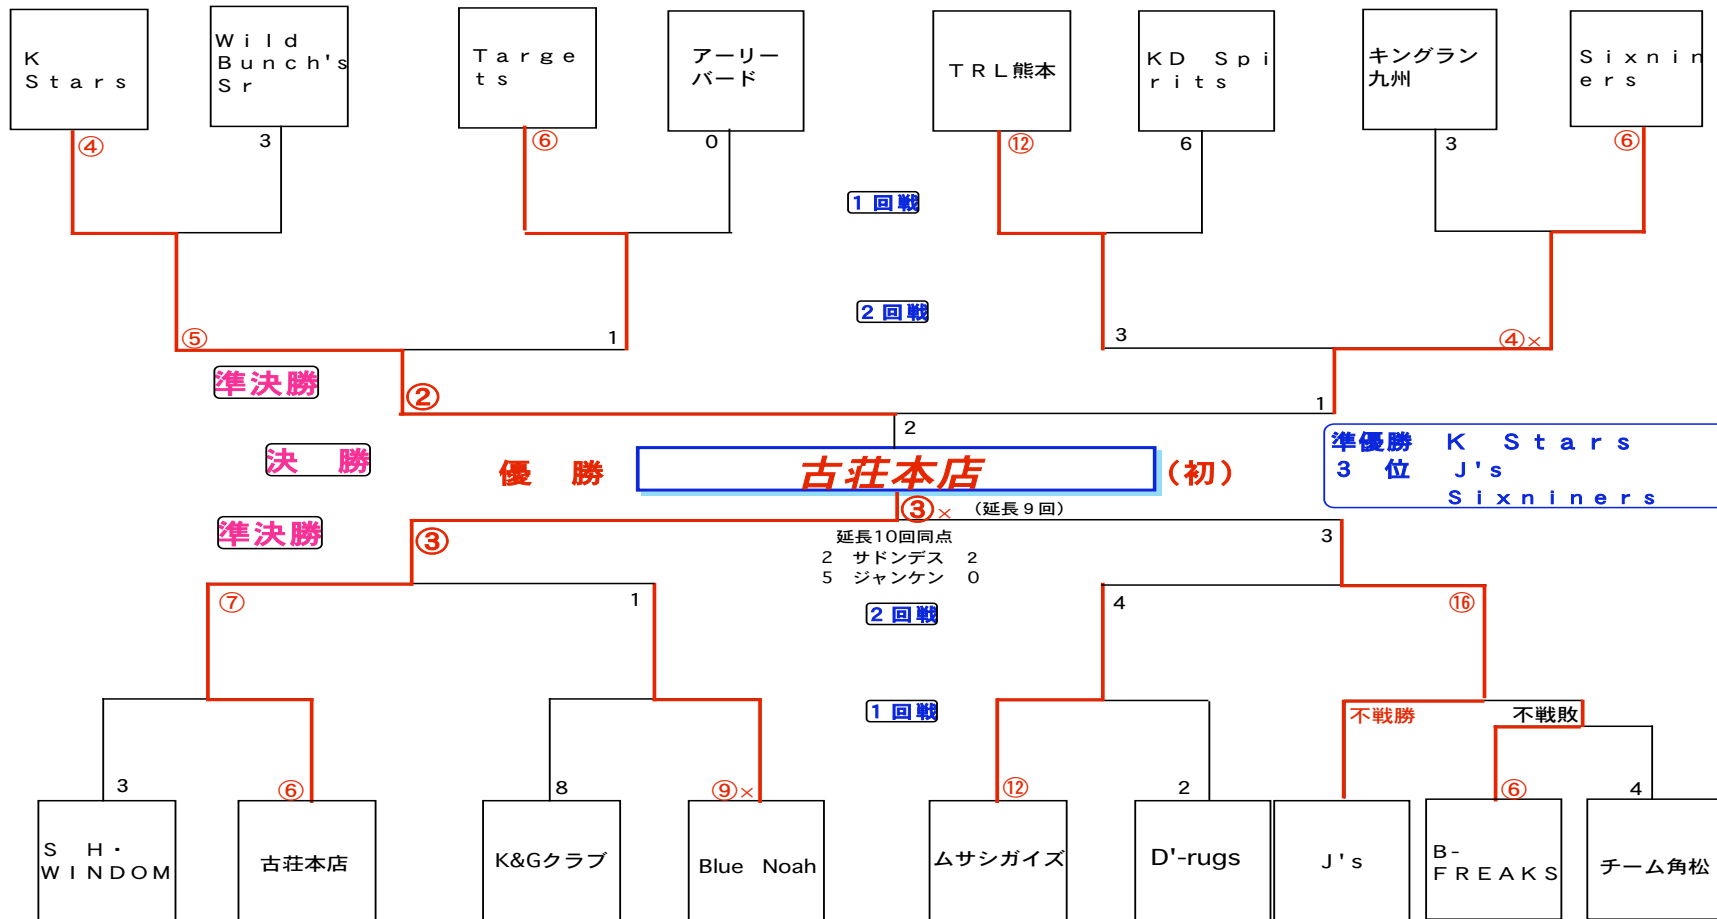 K
Stars
Wild
Bunch's
Sr
Targe
ts
アーリー
バード
TRL熊本
KD Spi
rits
キングラン
九州
Sixnin
ers
④
3
⑥
0
⑫
6
3
⑥
1回戦
2回戦
⑤
1
3
④×
準決勝
②
1
2
決 勝
優 勝
古荘本店
(初)
準優勝 K Stars
3 位 J's
Sixniners
③× (延長9回)
準決勝
③
3
延長10回同点
2 サドンデス 2
5 ジャンケン 0
⑦
1
2回戦
4
⑯
1回戦
不戦勝
不戦敗
3
⑥
8
⑨×
⑫
2
⑥
4
S H・
WINDOM
古荘本店
K&Gクラブ
Blue Noah
ムサシガイズ
D'-rugs
J's
B-
FREAKS
チーム角松